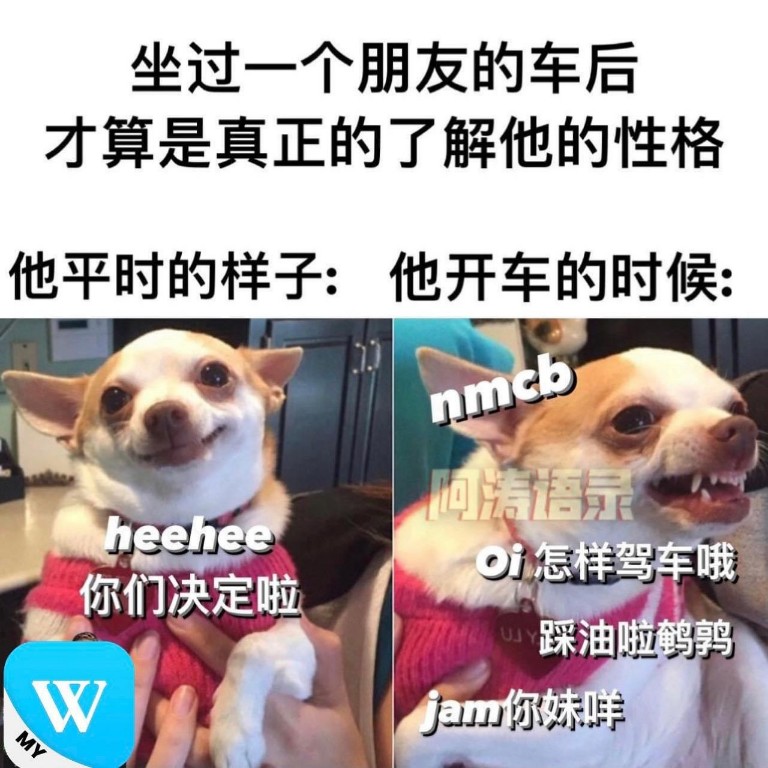 坐过一个朋友的车后
才算是真正的了解他的性格
他平时的样子:
heehee
你们决定啦
他开车的时候:
nmcb
阿涛语录
Oi 怎样驾车哦
踩油啦鹌鹑
jam你妹咩
W
MY